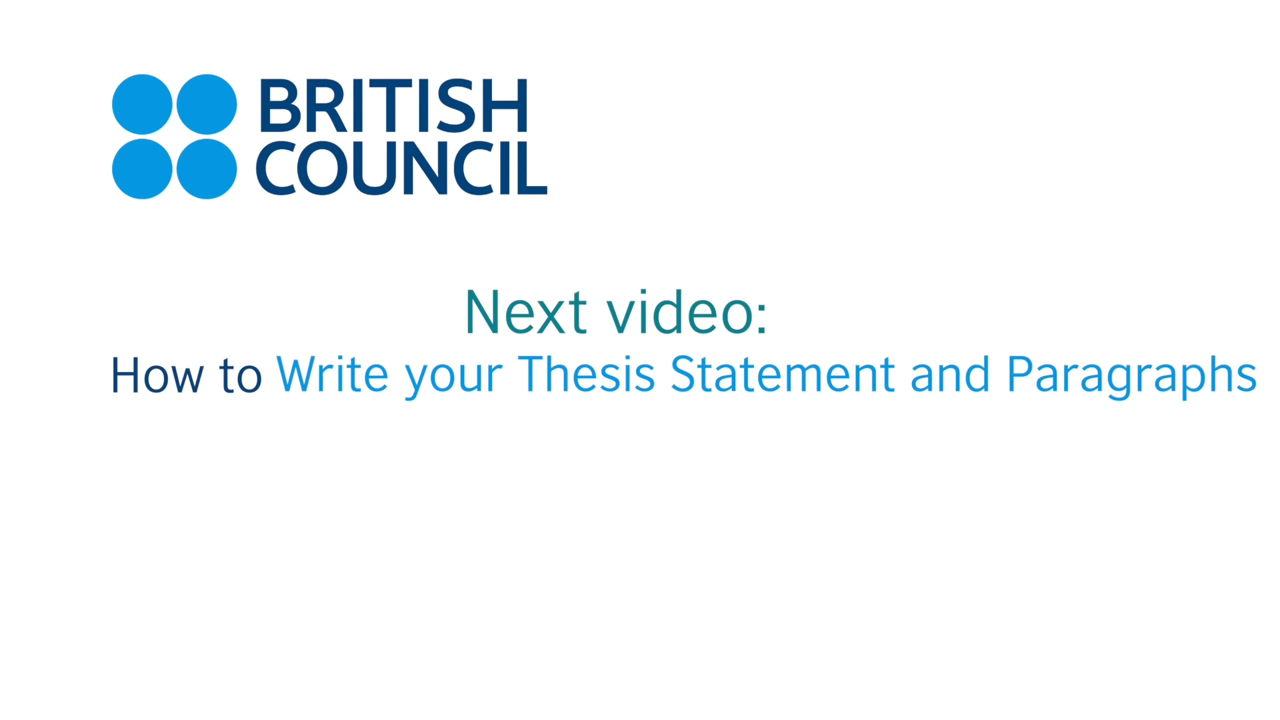 BRITISH
COUNCIL
Next video:
How to Write your Thesis Statement and Paragraphs